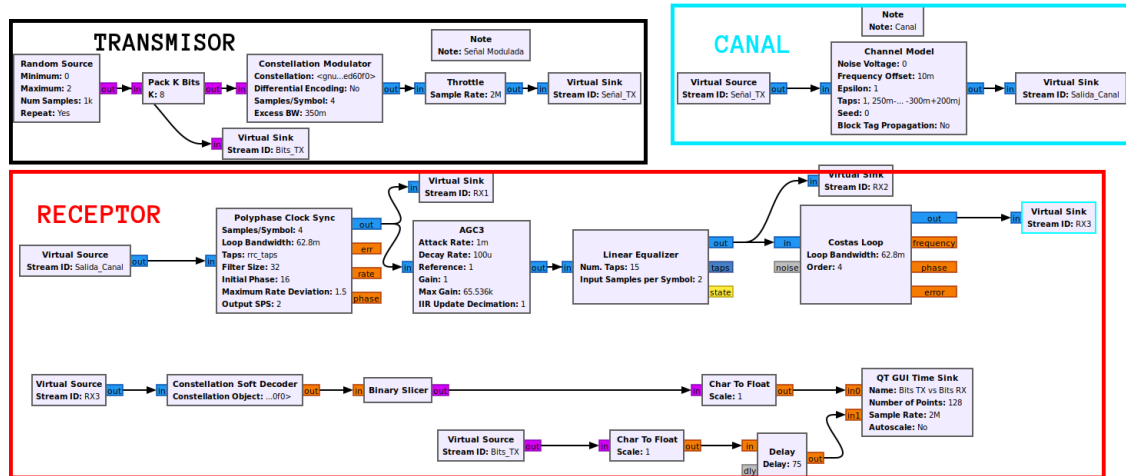 TRANSMISOR
Note
Note: Señal Modulada
Random Source
Minimum: 0
Maximum: 2
Num Samples: 1k
Repeat: Yes
out
in
Pack K Bits
K: 8
out
in
Constellation Modulator
Constellation: <gnu...ed60f0>
Differential Encoding: No
Samples/Symbol: 4
Excess BW: 350m
out
in
Throttle
Sample Rate: 2M
out
in
Virtual Sink
Stream ID: Señal_TX
in
Virtual Sink
Stream ID: Bits_TX
CANAL
Note
Note: Canal
Virtual Source
Stream ID: Señal_TX
out
in
Channel Model
Noise Voltage: 0
Frequency Offset: 10m
Epsilon: 1
Taps: 1, 250m-... -300m+200mj
Seed: 0
Block Tag Propagation: No
out
in
Virtual Sink
Stream ID: Salida_Canal
RECEPTOR
Virtual Source
Stream ID: Salida_Canal
out
in
Polyphase Clock Sync
Samples/Symbol: 4
Loop Bandwidth: 62.8m
Taps: rrc_taps
Filter Size: 32
Initial Phase: 16
Maximum Rate Deviation: 1.5
Output SPS: 2
out
err
rate
phase
in
Virtual Sink
Stream ID: RX1
in
AGC3
Attack Rate: 1m
Decay Rate: 100u
Reference: 1
Gain: 1
Max Gain: 65.536k
IIR Update Decimation: 1
out
in
Linear Equalizer
Num. Taps: 15
Input Samples per Symbol: 2
out
taps
state
in
Virtual Sink
Stream ID: RX2
in
noise
Costas Loop
Loop Bandwidth: 62.8m
Order: 4
out
frequency
phase
error
in
Virtual Sink
Stream ID: RX3
Virtual Source
Stream ID: RX3
out
in
Constellation Soft Decoder
Constellation Object: ...0f0>
out
in
Binary Slicer
out
in
Char To Float
Scale: 1
out
in0
in1
QT GUI Time Sink
Name: Bits TX vs Bits RX
Number of Points: 128
Sample Rate: 2M
Autoscale: No
Virtual Source
Stream ID: Bits_TX
out
in
Char To Float
Scale: 1
out
in
dly
Delay
Delay: 75
out